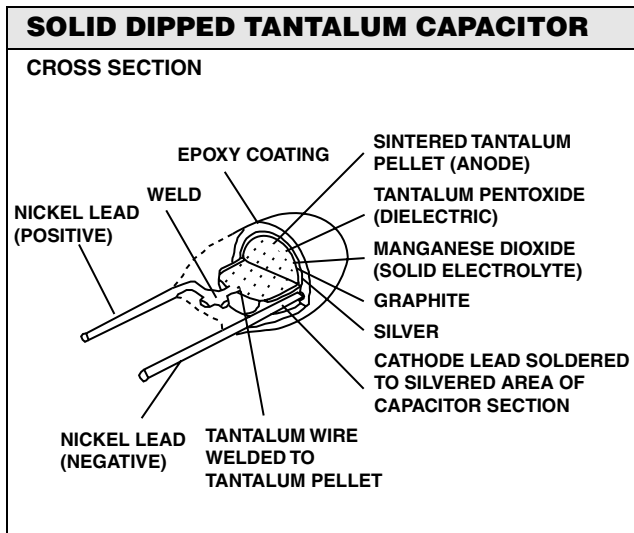 SOLID DIPPED TANTALUM CAPACITOR
CROSS SECTION
EPOXY COATING
WELD
NICKEL LEAD
(POSITIVE)
SINTERED TANTALUM
PELLET (ANODE)
TANTALUM PENTOXIDE
(DIELECTRIC)
MANGANESE DIOXIDE
(SOLID ELECTROLYTE)
GRAPHITE
SILVER
CATHODE LEAD SOLDERED
TO SILVERED AREA OF
CAPACITOR SECTION
NICKEL LEAD
(NEGATIVE)
TANTALUM WIRE
WELDED TO
TANTALUM PELLET